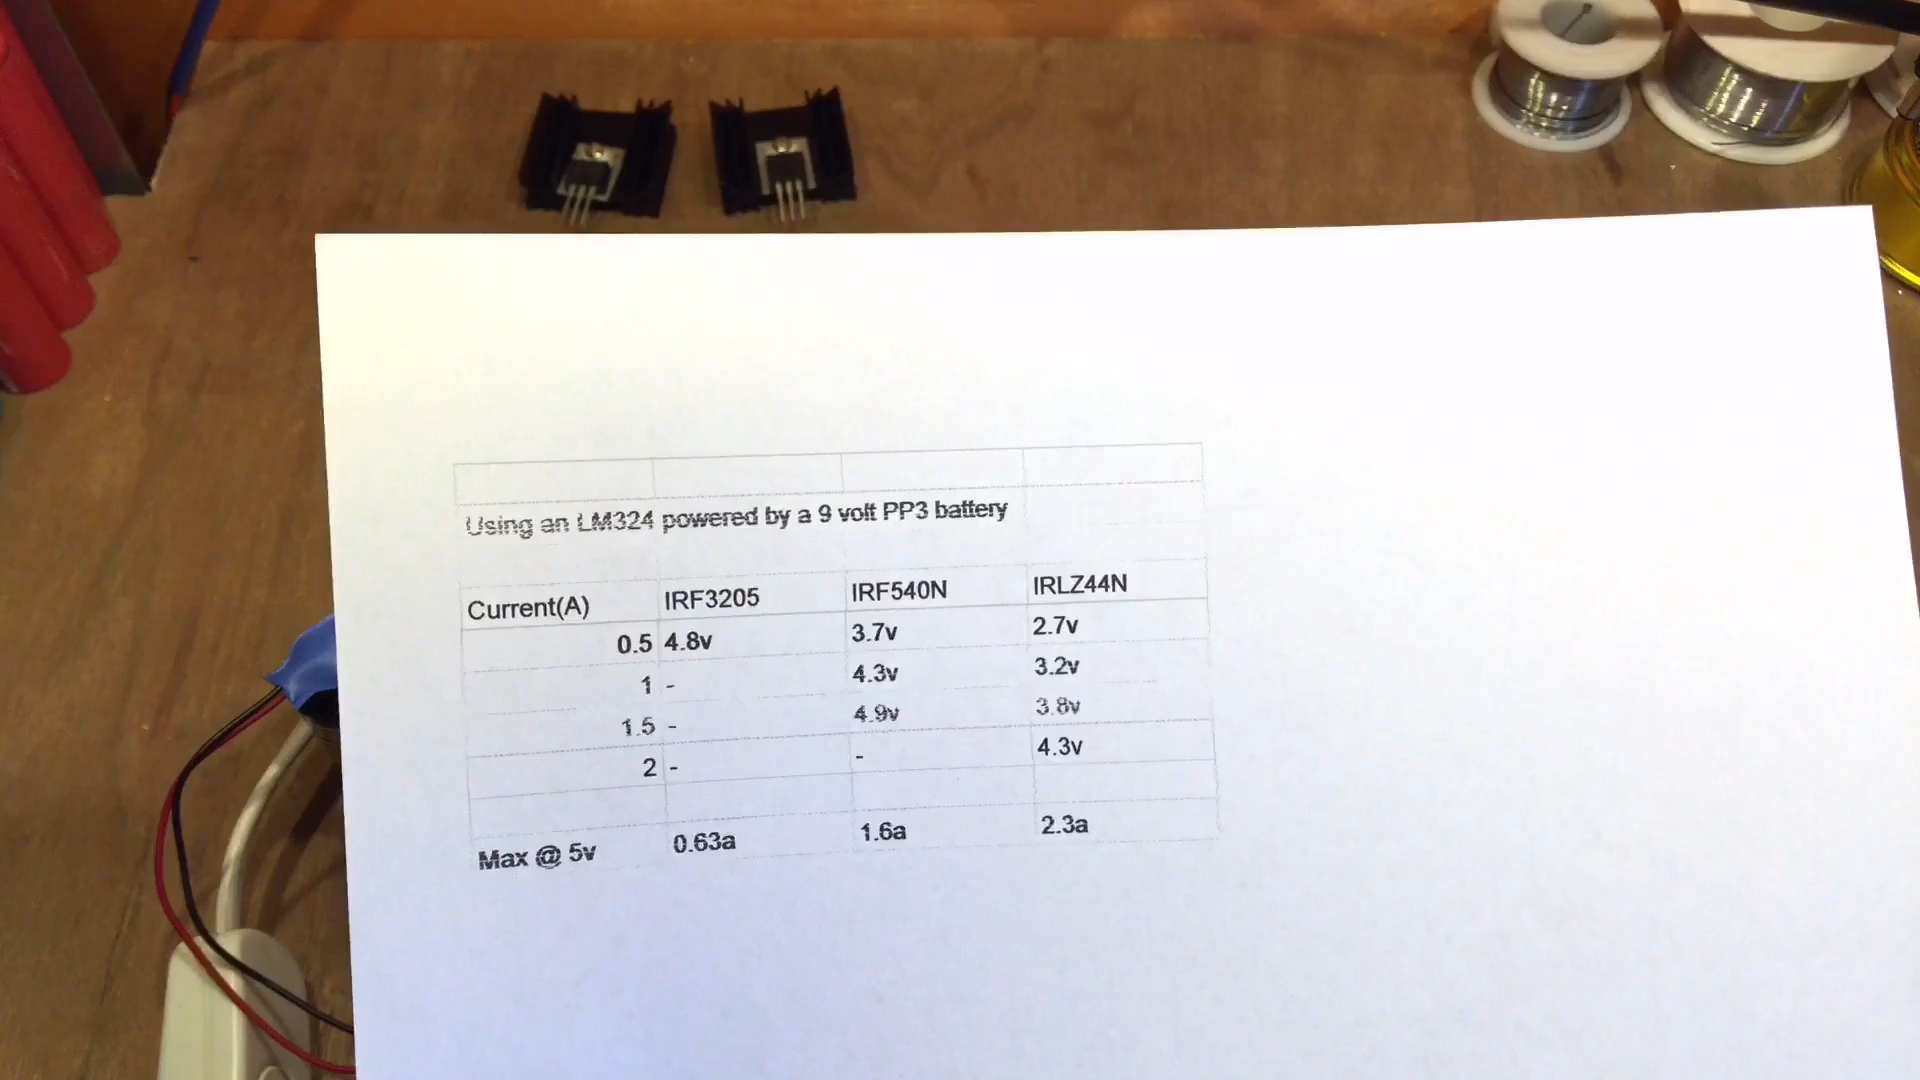 Using an LM324 powered by a 9 volt PP3 battery
Current(A) IRF3205 IRF540N IRLZ44N
0.5 4.8v 3.7v 2.7v
1 - 4.3v 3.2v
1.5 - 4.9v 3.8v
2 - - 4.3v
Max @ 5v 0.63a 1.6a 2.3a